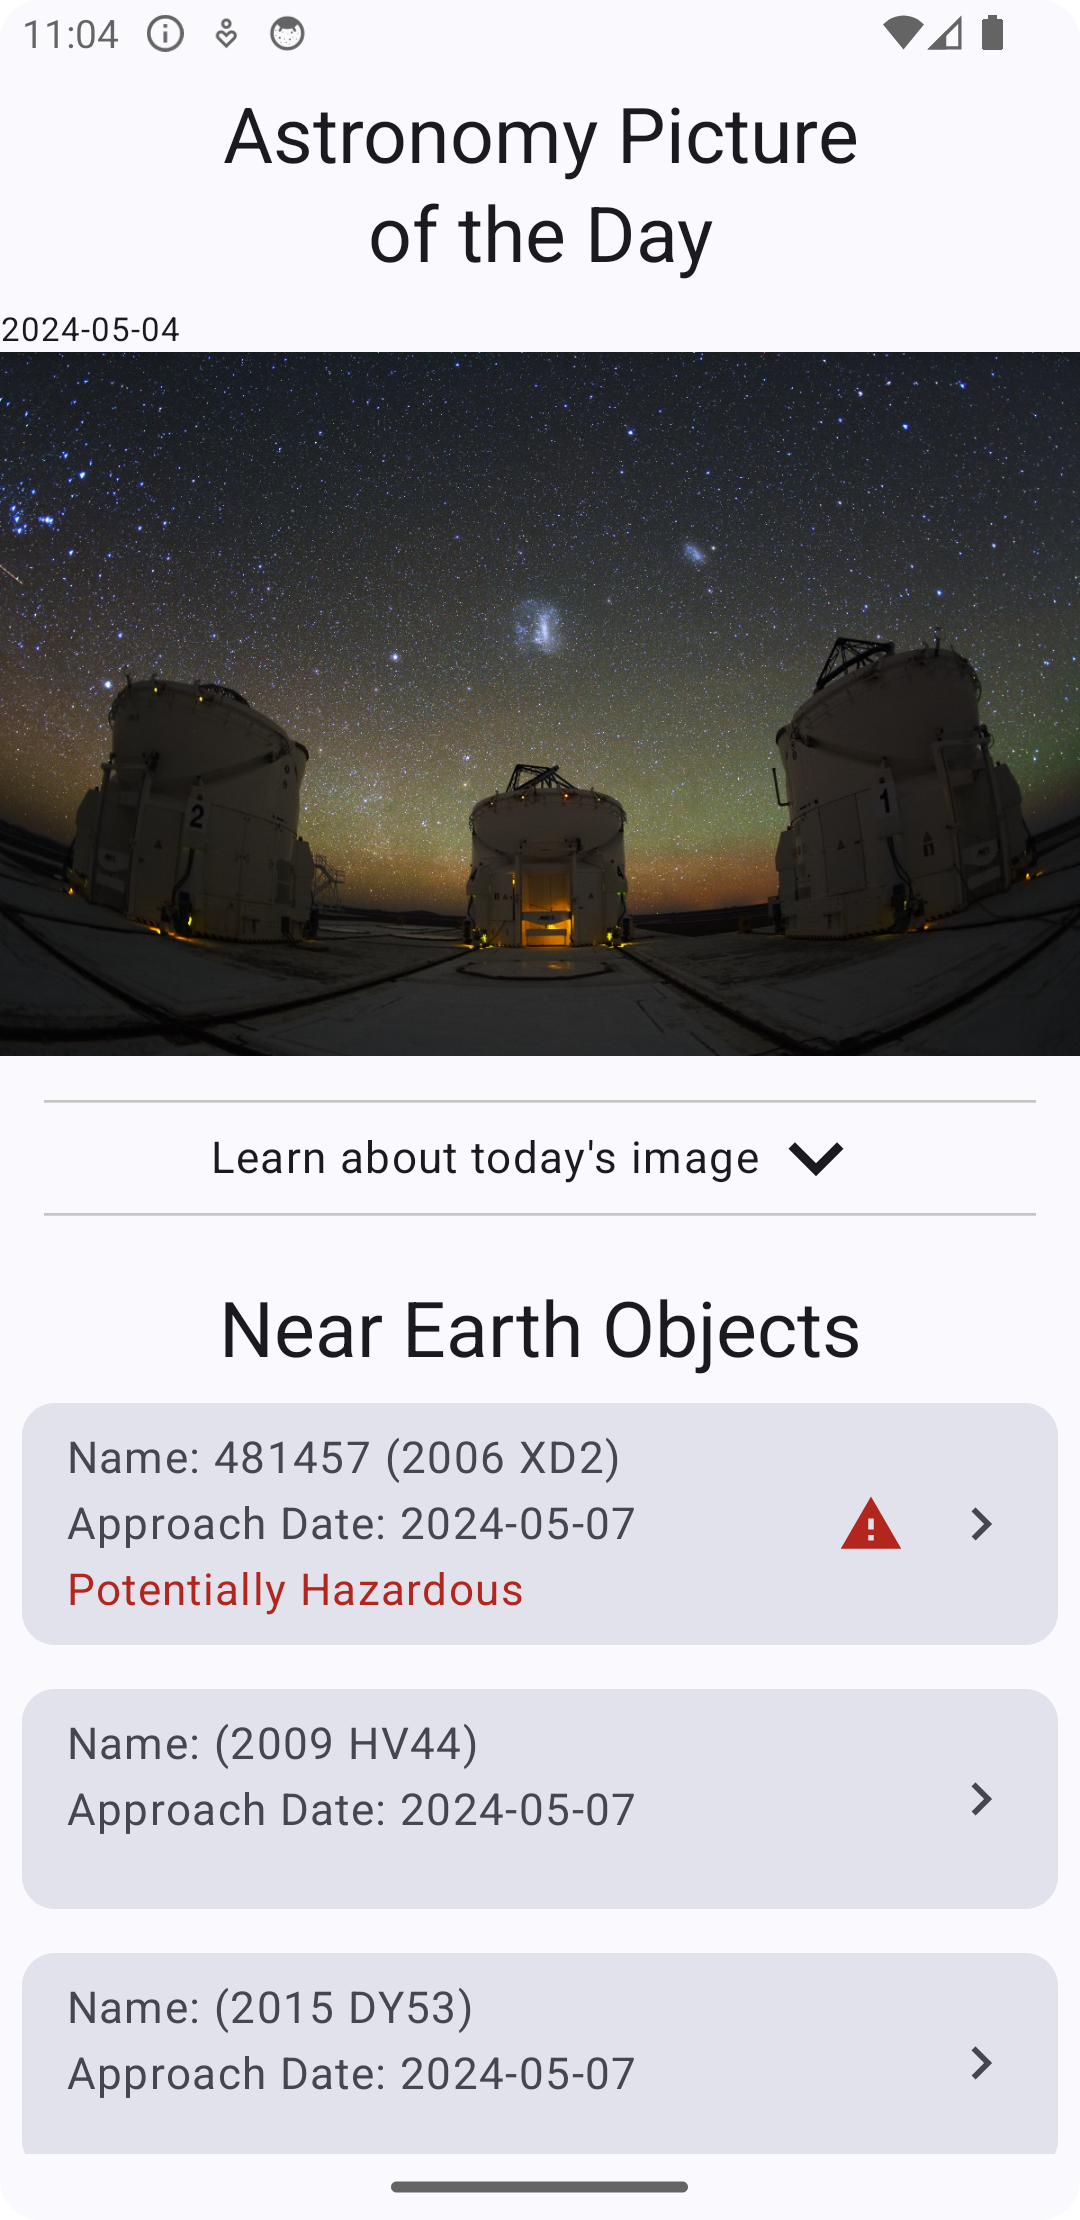 11:04
Astronomy Picture
of the Day
2024-05-04
2
1
Learn about today's image
Near Earth Objects
Name: 481457 (2006 XD2)
Approach Date: 2024-05-07
Potentially Hazardous
Name: (2009 HV44)
Approach Date: 2024-05-07
Name: (2015 DY53)
Approach Date: 2024-05-07